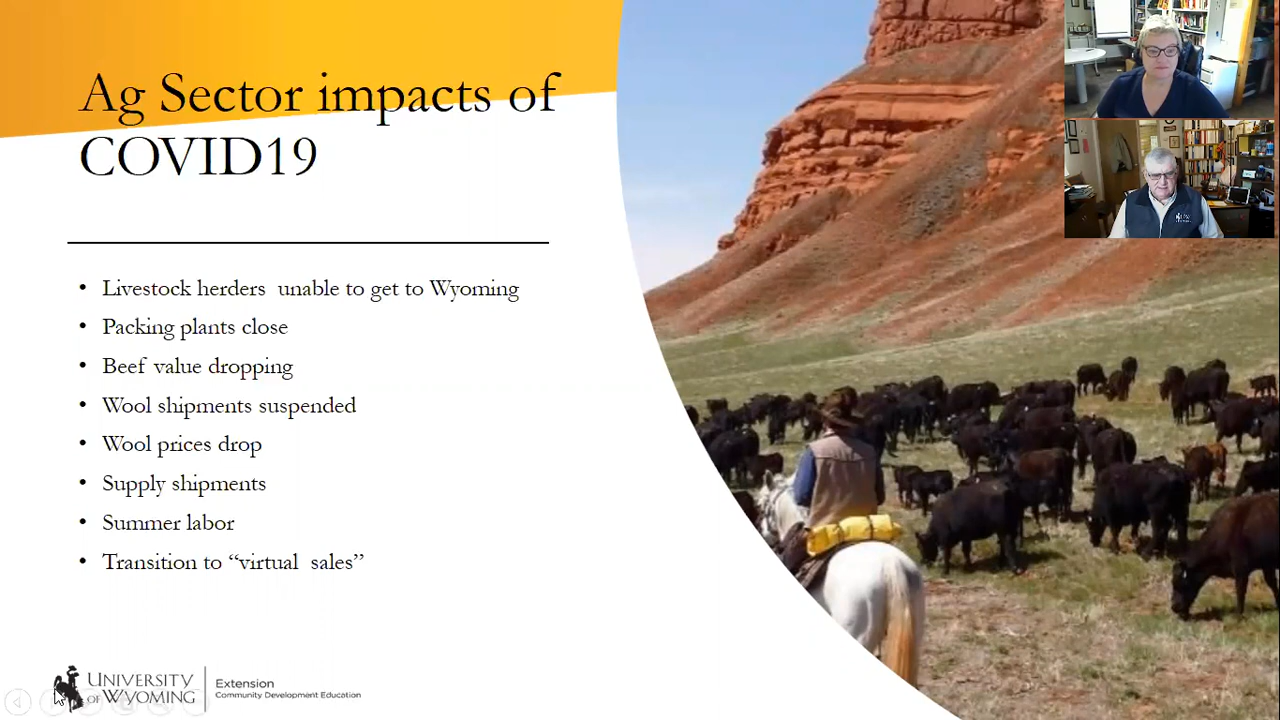 Ag Sector impacts of
COVID19
• Livestock herders  unable to get to Wyoming
• Packing plants close
• Beef value dropping
• Wool shipments suspended
• Wool prices drop
• Supply shipments
• Summer labor
• Transition to “virtual  sales”
UNIVERSITY
OF WYOMING
Extension
Community Development Education